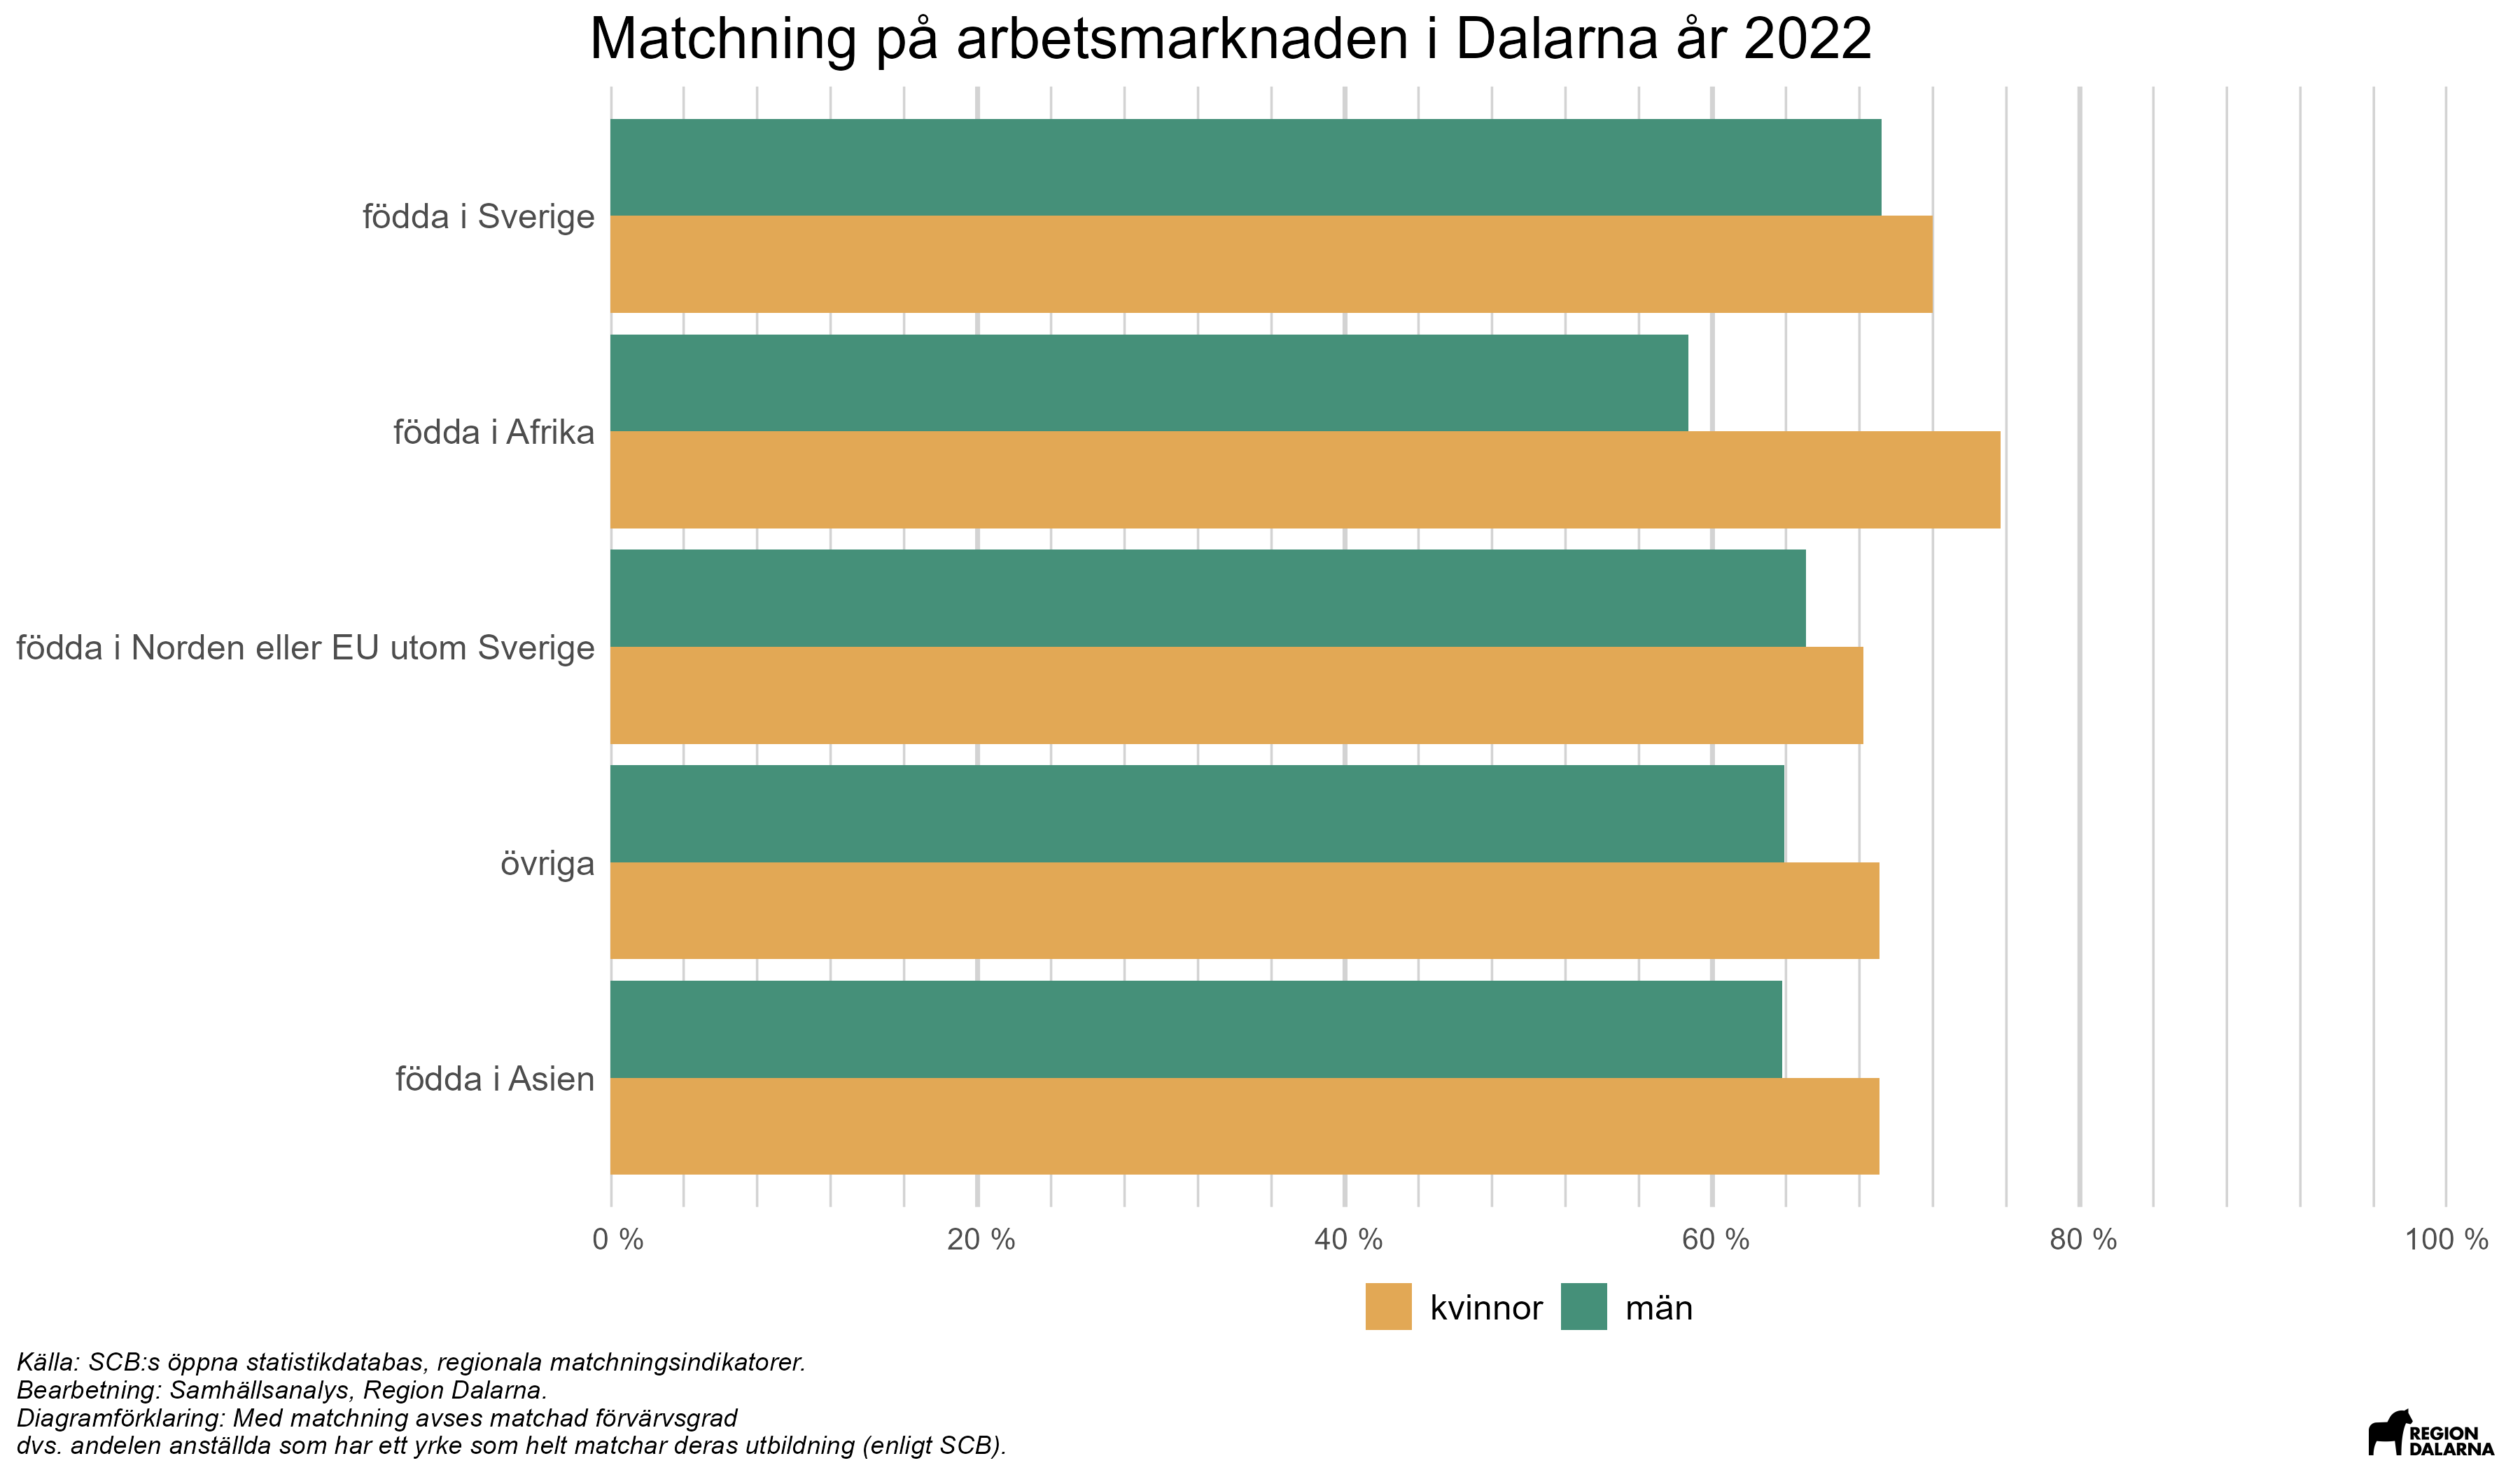 Matchning på arbetsmarknaden i Dalarna år 2022
födda i Sverige
födda i Afrika
födda i Norden eller EU utom Sverige
övriga
födda i Asien
0 % 20 % 40 % 60 % 80 % 100 %
kvinnor män
Källa: SCB:s öppna statistikdatabas, regionala matchningsindikatorer.
Bearbetning: Samhällsanalys, Region Dalarna.
Diagramförklaring: Med matchning avses matchad förvärvsgrad
dvs. andelen anställda som har ett yrke som helt matchar deras utbildning (enligt SCB).
REGION
DALARNA